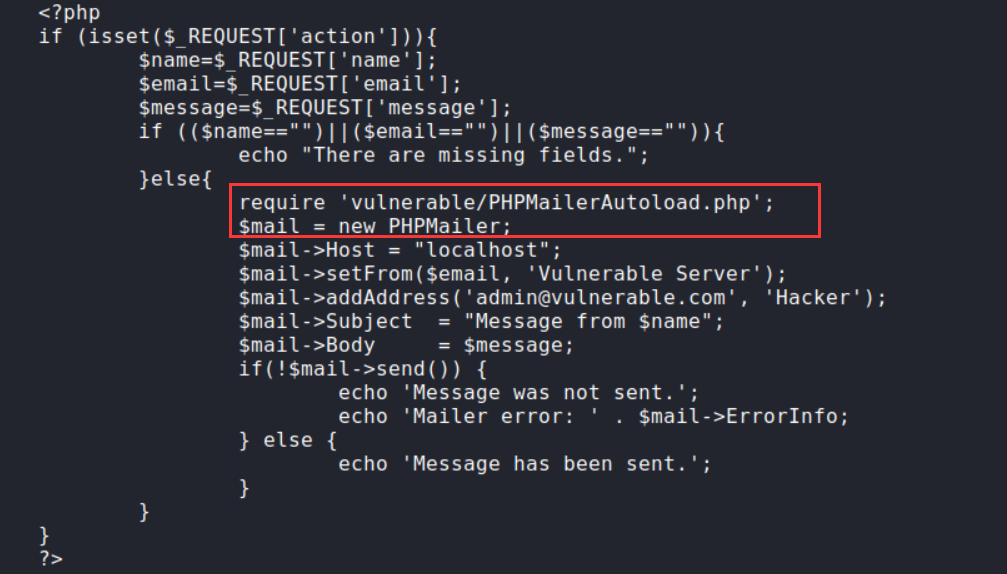 <?php
if (isset($_REQUEST['action'])){
        $name=$_REQUEST['name'];
        $email=$_REQUEST['email'];
        $message=$_REQUEST['message'];
        if (($name=="")||($email=="")||($message=="")){
                echo "There are missing fields.";
        }else{
                require 'vulnerable/PHPMailerAutoload.php';
                $mail = new PHPMailer;
                $mail->Host = "localhost";
                $mail->setFrom($email, 'Vulnerable Server');
                $mail->addAddress('admin@vulnerable.com', 'Hacker');
                $mail->Subject  = "Message from $name";
                $mail->Body     = $message;
                if(!$mail->send()) {
                        echo 'Message was not sent.';
                        echo 'Mailer error: ' . $mail->ErrorInfo;
                } else {
                        echo 'Message has been sent.';
                }
        }
}
?>